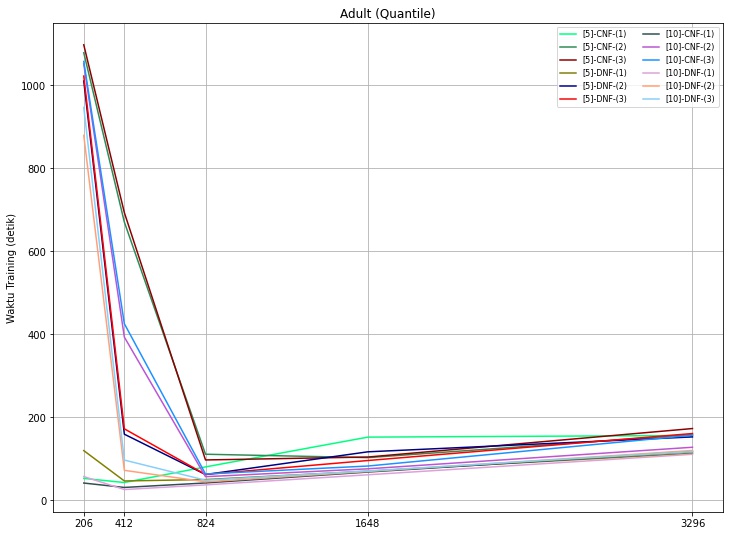 Adult (Quantile)
[5]-CNF-(1) [10]-CNF-(1)
[5]-CNF-(2) [10]-CNF-(2)
[5]-CNF-(3) [10]-CNF-(3)
[5]-DNF-(1) [10]-DNF-(1)
[5]-DNF-(2) [10]-DNF-(2)
[5]-DNF-(3) [10]-DNF-(3)
1000
800
600
400
200
0
Waktu Training (detik)
206 412 824 1648 3296